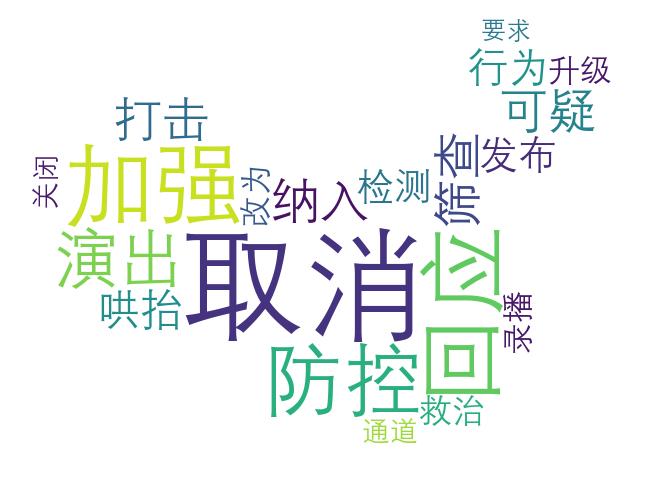 要求
行为
升级
可疑
打击
筛查
发布
加强
关闭
改为
纳入
检测
演出
取消
回应
哄抬
录播
防控
救治
通道